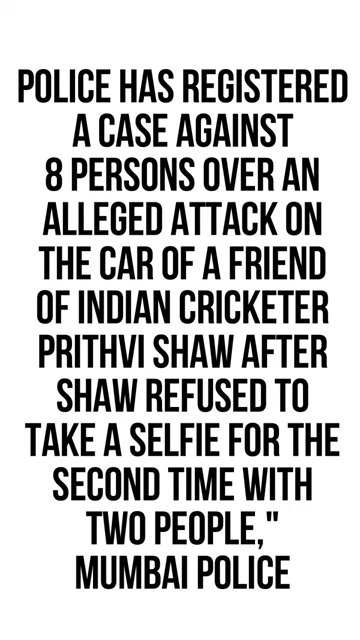 POLICE HAS REGISTERED
A CASE AGAINST
8 PERSONS OVER AN
ALLEGED ATTACK ON
THE CAR OF A FRIEND
OF INDIAN CRICKETER
PRITHVI SHAW AFTER
SHAW REFUSED TO
TAKE A SELFIE FOR THE
SECOND TIME WITH
TWO PEOPLE,"
MUMBAI POLICE